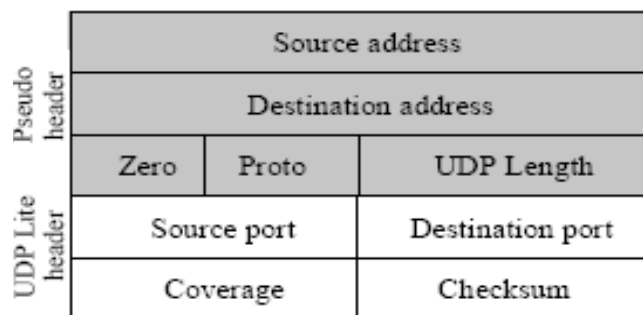 Pseudo
header
Source address
Destination address
Zero Proto UDP Length
UDP Lite
header
Source port Destination port
Coverage Checksum